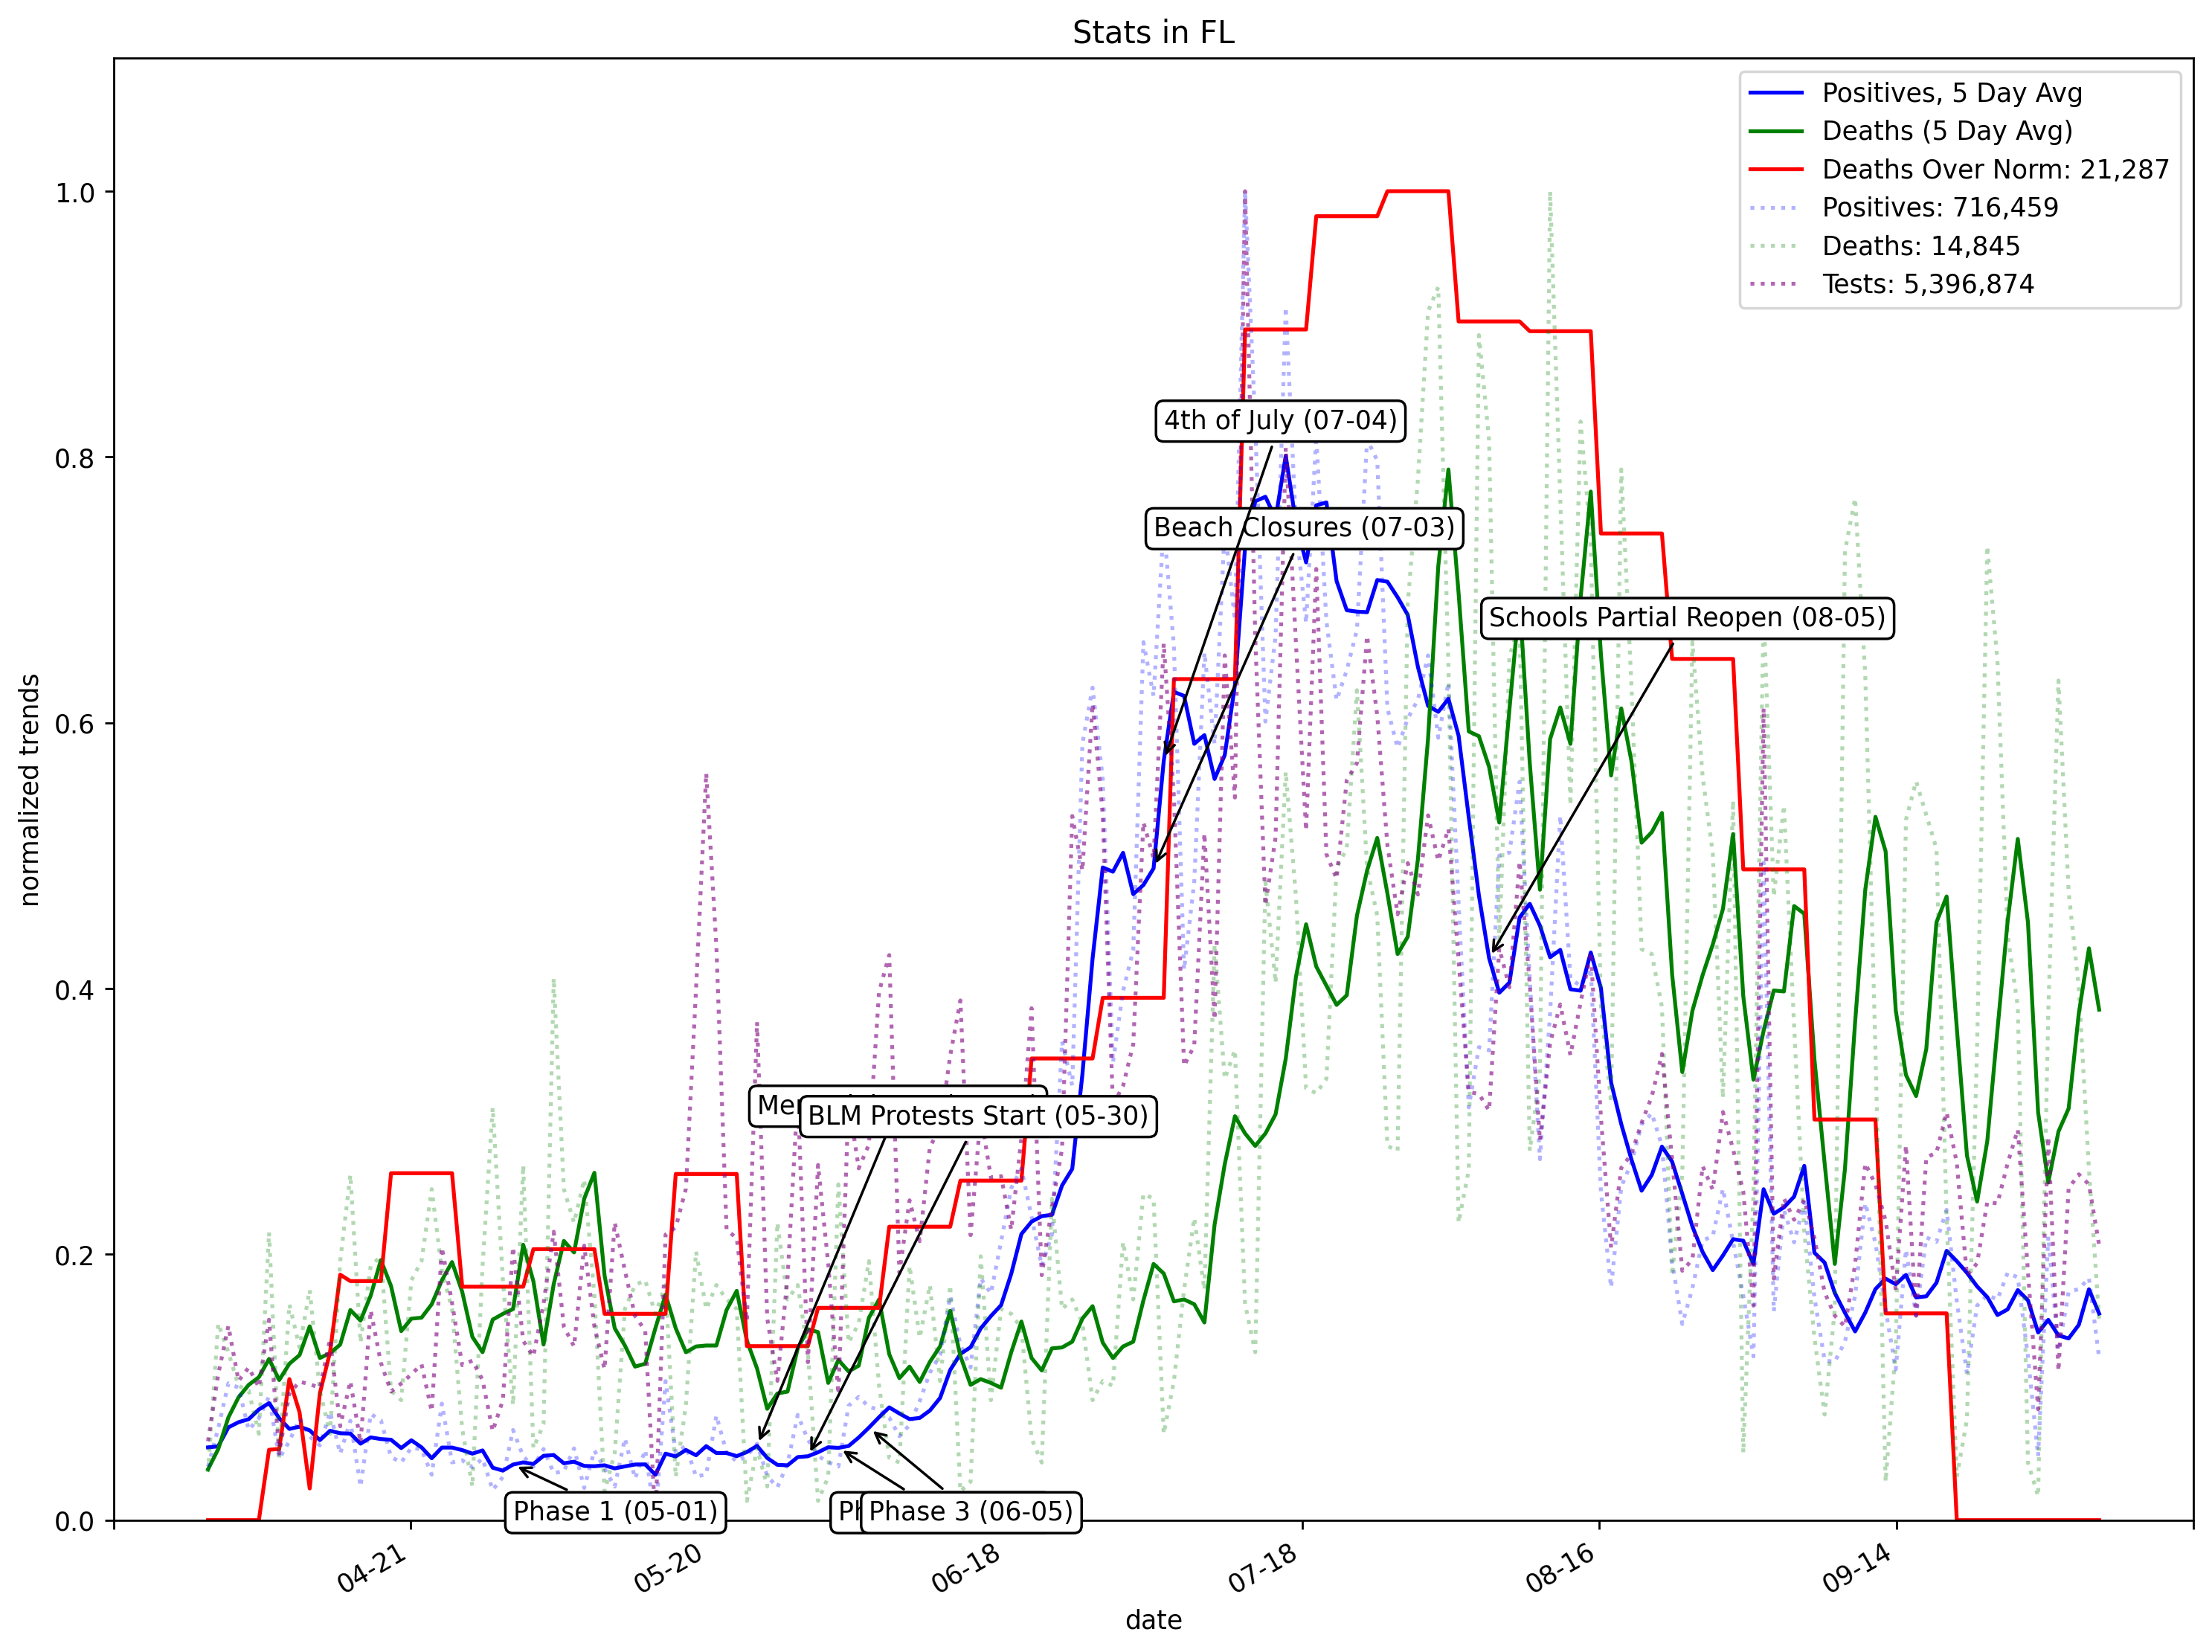 Stats in FL
Positives, 5 Day Avg
Deaths (5 Day Avg)
Deaths Over Norm: 21,287
Positives: 716,459
Deaths: 14,845
Tests: 5,396,874
normalized trends
1.0
0.8
0.6
0.4
0.2
0.0
4th of July (07-04)
Beach Closures (07-03)
Schools Partial Reopen (08-05)
BLM Protests Start (05-30)
Phase 1 (05-01)
Phase 3 (06-05)
04-21
05-20
06-18
07-18
08-16
09-14
date